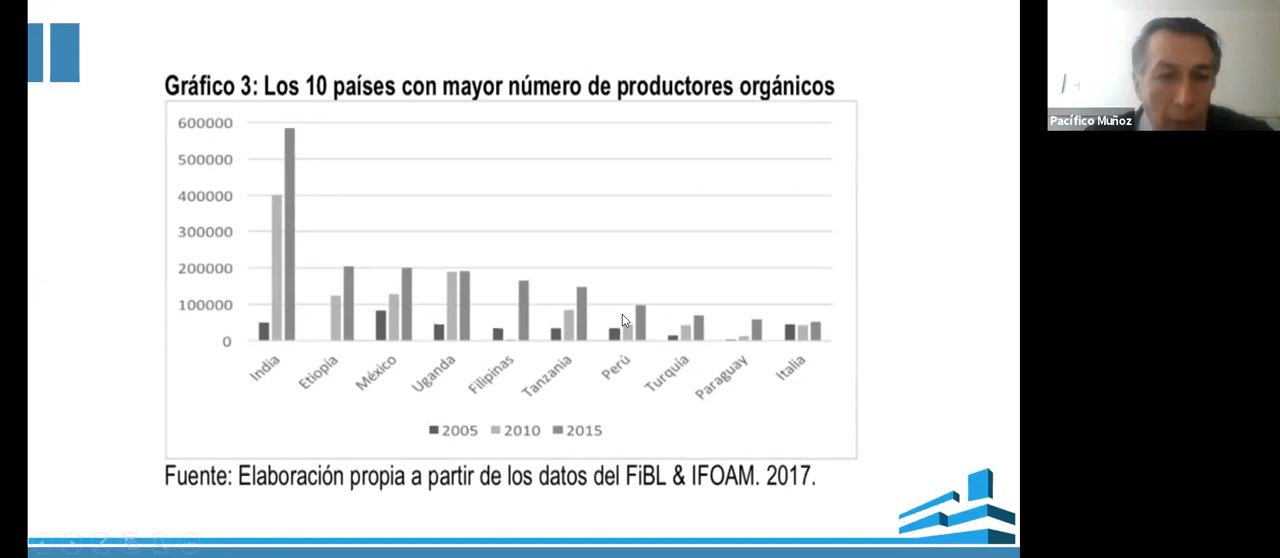 Gráfico 3: Los 10 países con mayor número de productores orgánicos
600000
500000
400000
300000
200000
100000
0
India
Etiopía
México
Uganda
Filipinas
Tanzania
Perú
Turquía
Paraguay
Italia
2005 2010 2015
Fuente: Elaboración propia a partir de los datos del FiBL & IFOAM. 2017.
Pacífico Muñoz